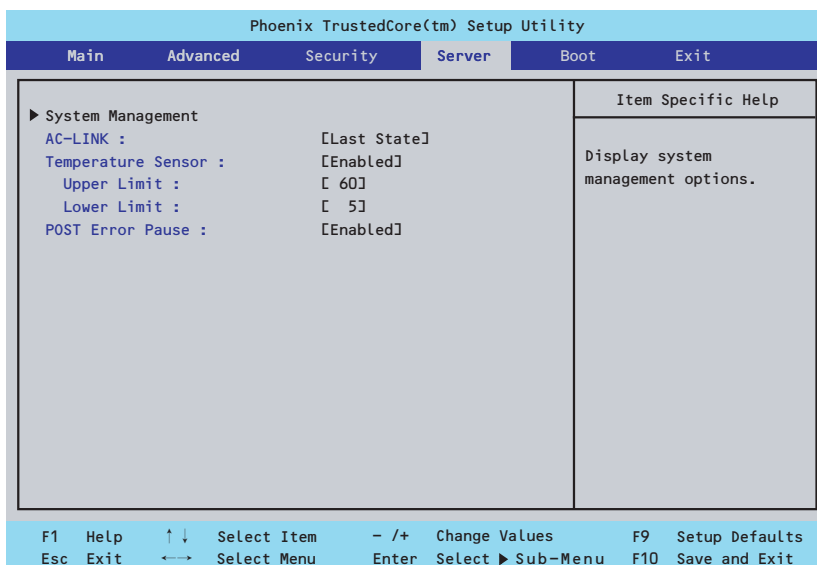 Phoenix TrustedCore(tm) Setup Utility
Main Advanced Security Server Boot Exit
Item Specific Help
▶ System Management
AC-LINK : [Last State]
Temperature Sensor : [Enabled]
Upper Limit : [ 60]
Lower Limit : [ 5]
POST Error Pause : [Enabled]
Display system
management options.
F1 Help ↑↓ Select Item - /+ Change Values F9 Setup Defaults
Esc Exit ←→ Select Menu Enter Select ▶ Sub-Menu F10 Save and Exit